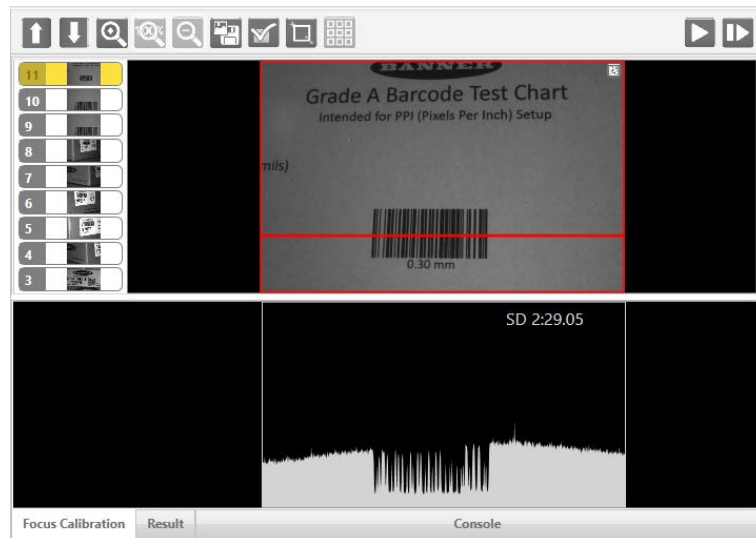 100%
11
10
9
8
7
6
5
4
3
BANNER
Grade A Barcode Test Chart
Intended for PPI (Pixels Per Inch) Setup
mils)
0.30 mm
SD 2:29.05
Focus Calibration
Result
Console